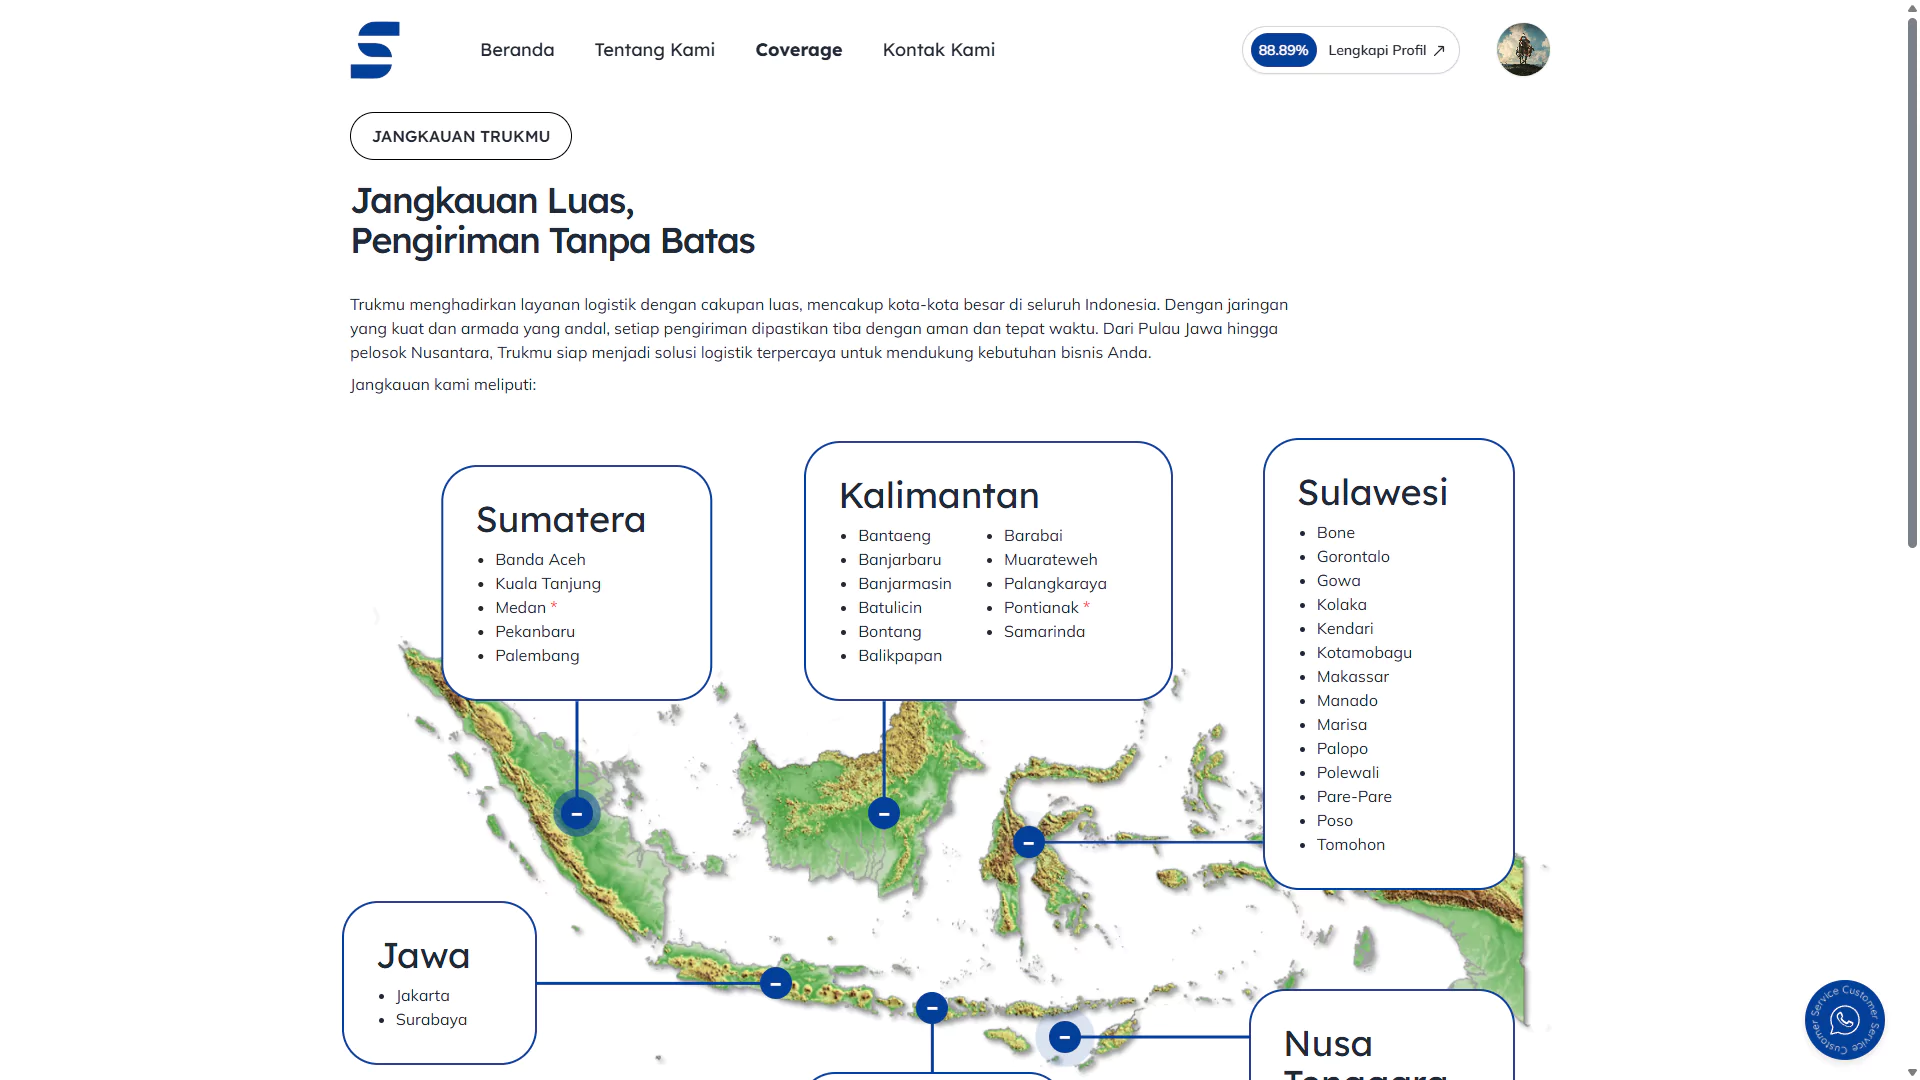 Beranda
Tentang Kami
Coverage
Kontak Kami
88.89%
Lengkapi Profil
JANGKAUAN TRUKMU
Jangkauan Luas,
Pengiriman Tanpa Batas
Trukmu menghadirkan layanan logistik dengan cakupan luas, mencakup kota-kota besar di seluruh Indonesia. Dengan jaringan
yang kuat dan armada yang andal, setiap pengiriman dipastikan tiba dengan aman dan tepat waktu. Dari Pulau Jawa hingga
pelosok Nusantara, Trukmu siap menjadi solusi logistik terpercaya untuk mendukung kebutuhan bisnis Anda.
Jangkauan kami meliputi:
Sumatera
Banda Aceh
Kuala Tanjung
Medan *
Pekanbaru
Palembang
Kalimantan
Bantaeng
Banjarbaru
Banjarmasin
Batulicin
Bontang
Balikpapan
Barabai
Muarateweh
Palangkaraya
Pontianak *
Samarinda
Sulawesi
Bone
Gorontalo
Gowa
Kolaka
Kendari
Kotamobagu
Makassar
Manado
Marisa
Palopo
Polewali
Pare-Pare
Poso
Tomohon
Jawa
Jakarta
Surabaya
Nusa
Tenggara
Customer Service Customer Service